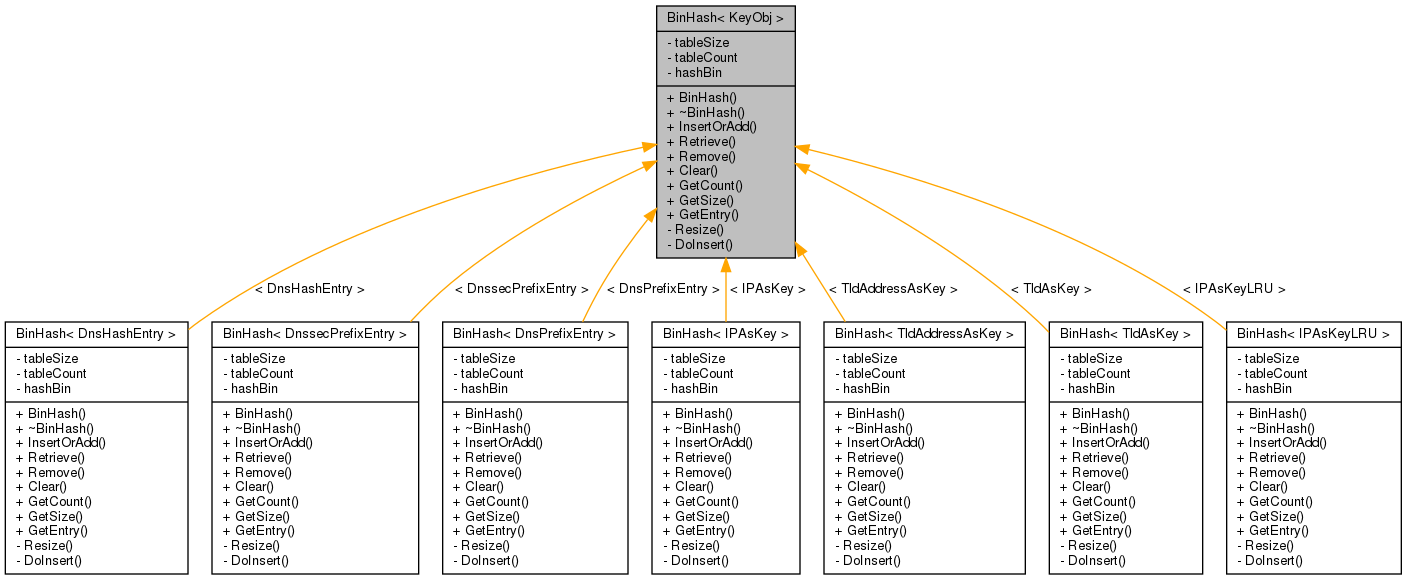 BinHash< KeyObj >
- tableSize
- tableCount
- hashBin
+ BinHash()
+ ~BinHash()
+ InsertOrAdd()
+ Retrieve()
+ Remove()
+ Clear()
+ GetCount()
+ GetSize()
+ GetEntry()
- Resize()
- DoInsert()
< DnsHashEntry >
< DnssecPrefixEntry >
< DnsPrefixEntry >
< IPAsKey >
< TldAddressAsKey >
< TldAsKey >
< IPAsKeyLRU >
BinHash< DnsHashEntry >
- tableSize
- tableCount
- hashBin
+ BinHash()
+ ~BinHash()
+ InsertOrAdd()
+ Retrieve()
+ Remove()
+ Clear()
+ GetCount()
+ GetSize()
+ GetEntry()
- Resize()
- DoInsert()
BinHash< DnssecPrefixEntry >
- tableSize
- tableCount
- hashBin
+ BinHash()
+ ~BinHash()
+ InsertOrAdd()
+ Retrieve()
+ Remove()
+ Clear()
+ GetCount()
+ GetSize()
+ GetEntry()
- Resize()
- DoInsert()
BinHash< DnsPrefixEntry >
- tableSize
- tableCount
- hashBin
+ BinHash()
+ ~BinHash()
+ InsertOrAdd()
+ Retrieve()
+ Remove()
+ Clear()
+ GetCount()
+ GetSize()
+ GetEntry()
- Resize()
- DoInsert()
BinHash< IPAsKey >
- tableSize
- tableCount
- hashBin
+ BinHash()
+ ~BinHash()
+ InsertOrAdd()
+ Retrieve()
+ Remove()
+ Clear()
+ GetCount()
+ GetSize()
+ GetEntry()
- Resize()
- DoInsert()
BinHash< TldAddressAsKey >
- tableSize
- tableCount
- hashBin
+ BinHash()
+ ~BinHash()
+ InsertOrAdd()
+ Retrieve()
+ Remove()
+ Clear()
+ GetCount()
+ GetSize()
+ GetEntry()
- Resize()
- DoInsert()
BinHash< TldAsKey >
- tableSize
- tableCount
- hashBin
+ BinHash()
+ ~BinHash()
+ InsertOrAdd()
+ Retrieve()
+ Remove()
+ Clear()
+ GetCount()
+ GetSize()
+ GetEntry()
- Resize()
- DoInsert()
BinHash< IPAsKeyLRU >
- tableSize
- tableCount
- hashBin
+ BinHash()
+ ~BinHash()
+ InsertOrAdd()
+ Retrieve()
+ Remove()
+ Clear()
+ GetCount()
+ GetSize()
+ GetEntry()
- Resize()
- DoInsert()